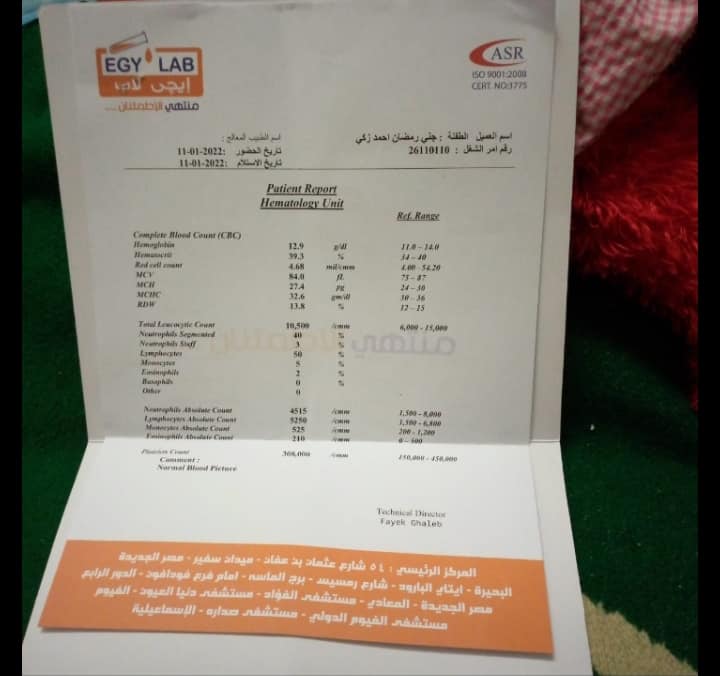 EGY LAB
إيجى لاب
منتهي الإطمئنان
ASR
ISO 9001:2008
CERT. NO:3775
اسم العميل الطفلة : جني رمضان احمد زكي
اسم الطبيب المعالج :
رقم امر الشغل : 26110110
تاريخ الحضور :11-01-2022
تاريخ الاستلام :11-01-2022
Patient Report
Hematology Unit
Ref. Range
Complete Blood Count (CBC)
Hemoglobin 12.9 g/dl 11.0 - 14.0
Hematocrit 39.3 % 34 - 40
Red cell count 4.68 mil/cmm 4.00 - 54.20
MCV 84.0 fl. 75 - 87
MCH 27.4 pg 24 - 30
MCHC 32.6 gm/dl 30 - 36
RDW 13.8 % 12 - 15
Total Leucocytic Count 10,500 /cmm 6,000 - 15,000
Neutrophils Segmented 40 %
Neutrophils Staff 3 %
Lymphocytes 50 %
Monocytes 5 %
Eosinophils 2 %
Basophils 0 %
Other 0
منتهي الإطمئنان
Neutrophils Absolute Count 4515 /cmm 1,500 - 8,000
Lymphocytes Absolute Count 5250 /cmm 1,500 - 6,800
Monocytes Absolute Count 525 /cmm 200 - 1,200
Eosinophils Absolute Count 210 /cmm 0 - 500
Platelets Count 308,000 /cmm 150,000 - 450,000
Comment :
Normal Blood Picture
Technical Director
Fayek Ghaleb
المركز الرئيسي : ٥٤ شارع عثمان بن عفان - ميدان سفير - مصر الجديدة
البحيرة - ايتاي البارود - شارع رمسيس - برج الماسه - امام فرع فودافون - الدور الرابع
مصر الجديدة - المعادي - مستشفى الفؤاد - مستشفى دنيا العيون - الفيوم
مستشفى الفيوم الدولي - مستشفى صداره - الإسماعيلية